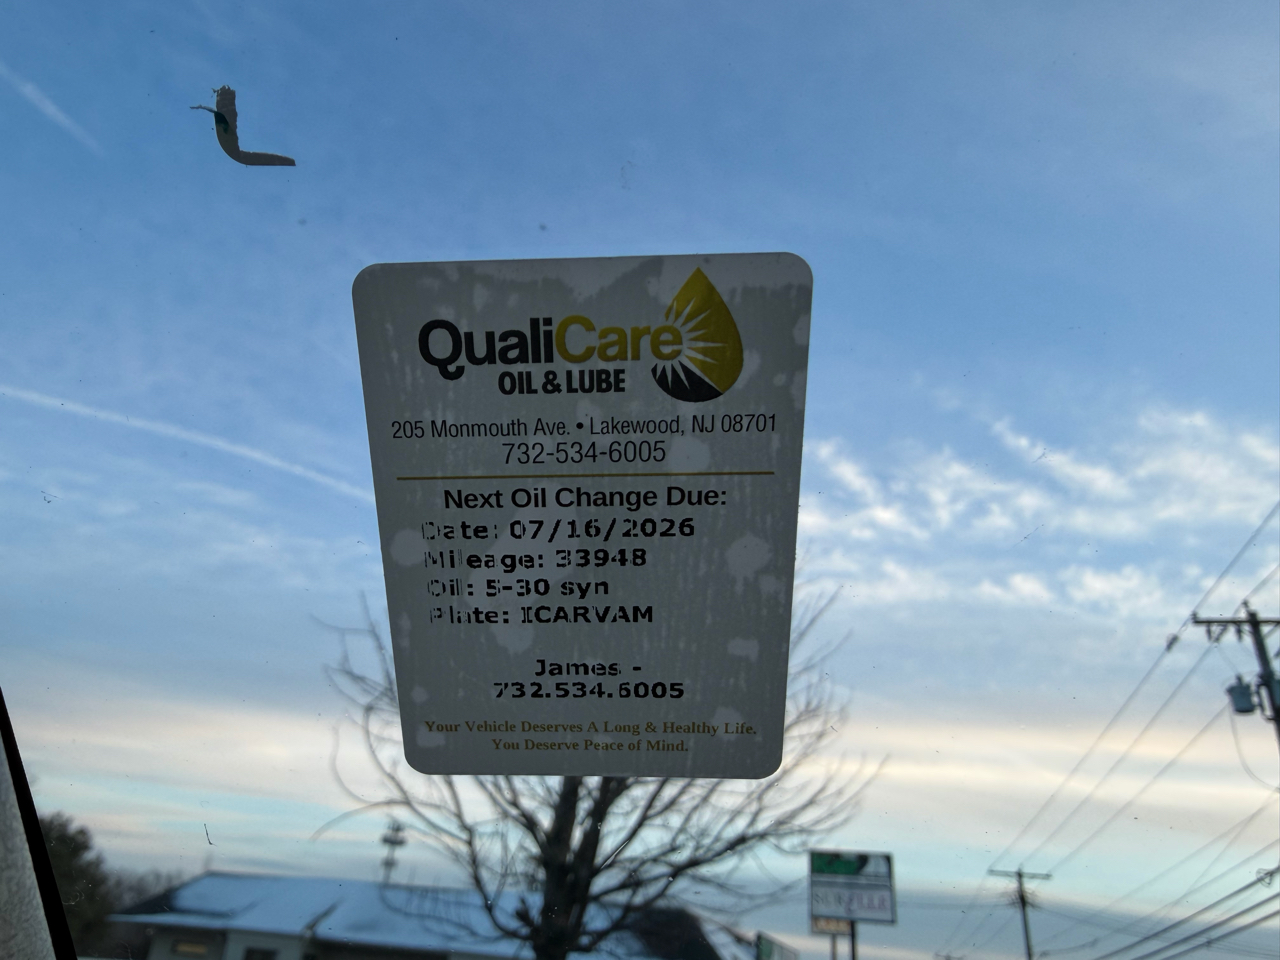 QualiCare
OIL & LUBE
205 Monmouth Ave. • Lakewood, NJ 08701
732-534-6005
Next Oil Change Due:
Date: 07/16/2026
Mileage: 33948
Oil: 5-30 syn
Plate: ICARVAM
James -
732.534.6005
Your Vehicle Deserves A Long & Healthy Life.
You Deserve Peace of Mind.